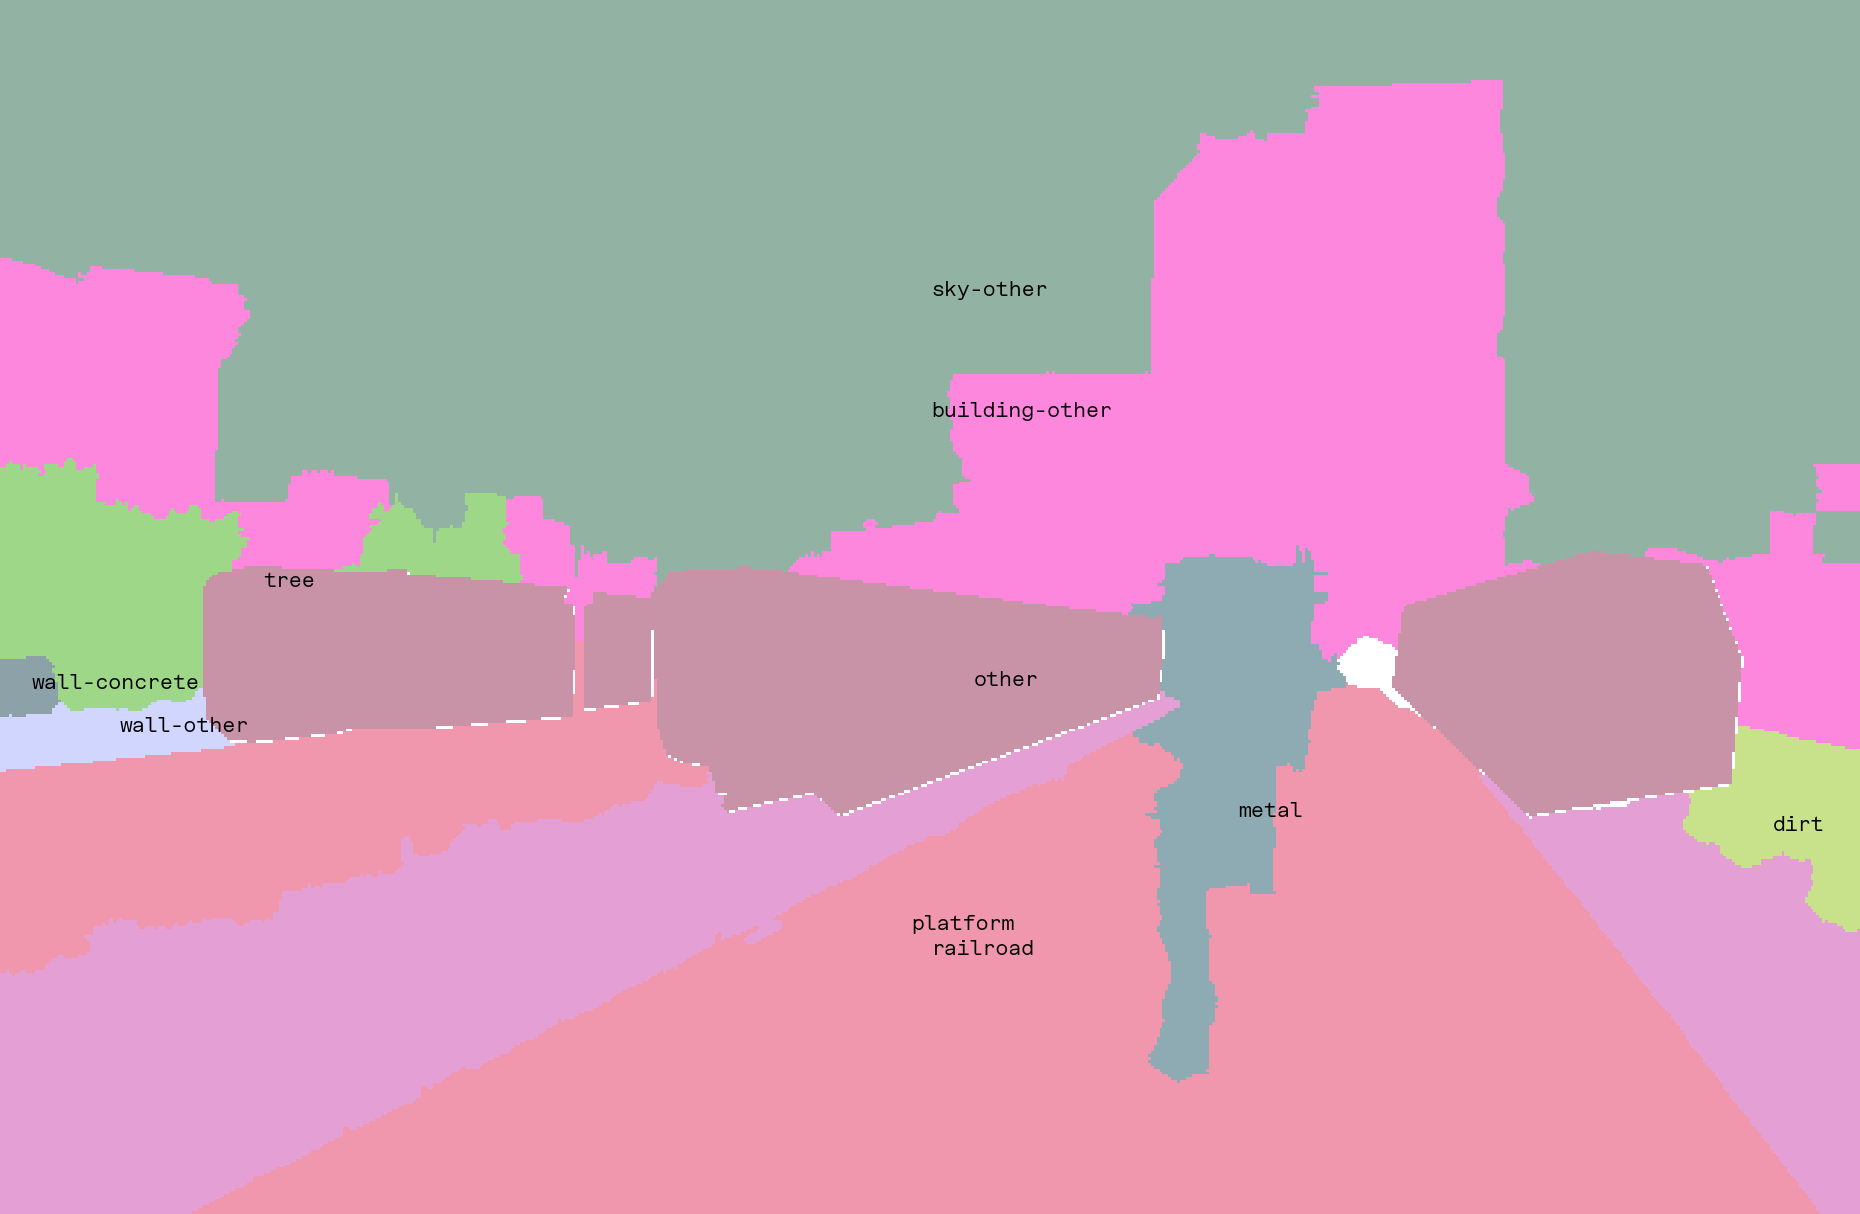 sky-other
building-other
tree
other
wall-concrete
wall-other
metal
dirt
platform
railroad